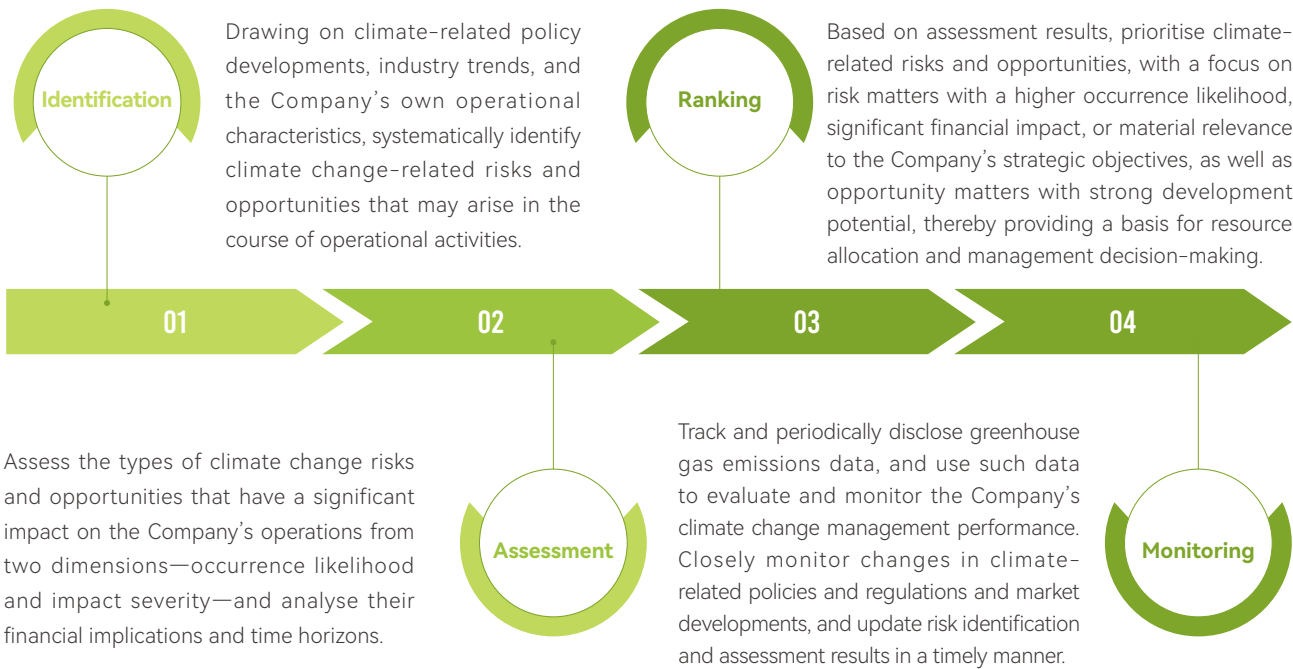 Identification
Drawing on climate-related policy
developments, industry trends, and
the Company's own operational
characteristics, systematically identify
climate change-related risks and
opportunities that may arise in the
course of operational activities.
Ranking
Based on assessment results, prioritise climate-
related risks and opportunities, with a focus on
risk matters with a higher occurrence likelihood,
significant financial impact, or material relevance
to the Company's strategic objectives, as well as
opportunity matters with strong development
potential, thereby providing a basis for resource
allocation and management decision-making.
01
02
03
04
Assess the types of climate change risks
and opportunities that have a significant
impact on the Company's operations from
two dimensions—occurrence likelihood
and impact severity—and analyse their
financial implications and time horizons.
Assessment
Track and periodically disclose greenhouse
gas emissions data, and use such data
to evaluate and monitor the Company's
climate change management performance.
Closely monitor changes in climate-
related policies and regulations and market
developments, and update risk identification
and assessment results in a timely manner.
Monitoring